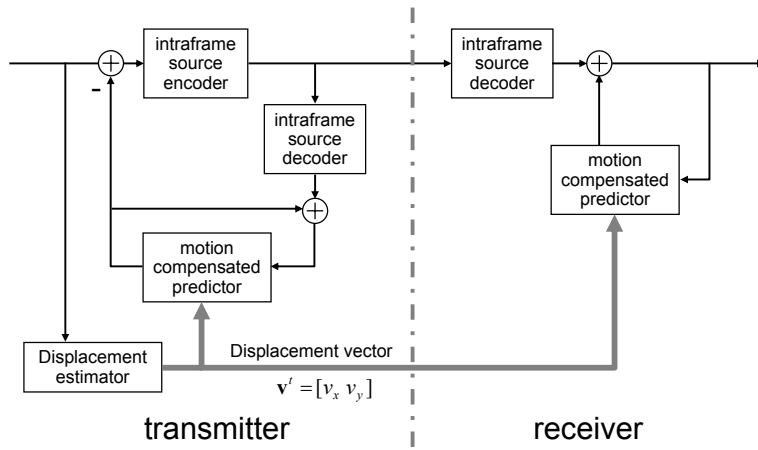 intraframe
source
encoder
intraframe
source
decoder
-
intraframe
source
decoder
motion
compensated
predictor
motion
compensated
predictor
Displacement
estimator
Displacement vector
v^t = [v_x v_y]
transmitter
receiver